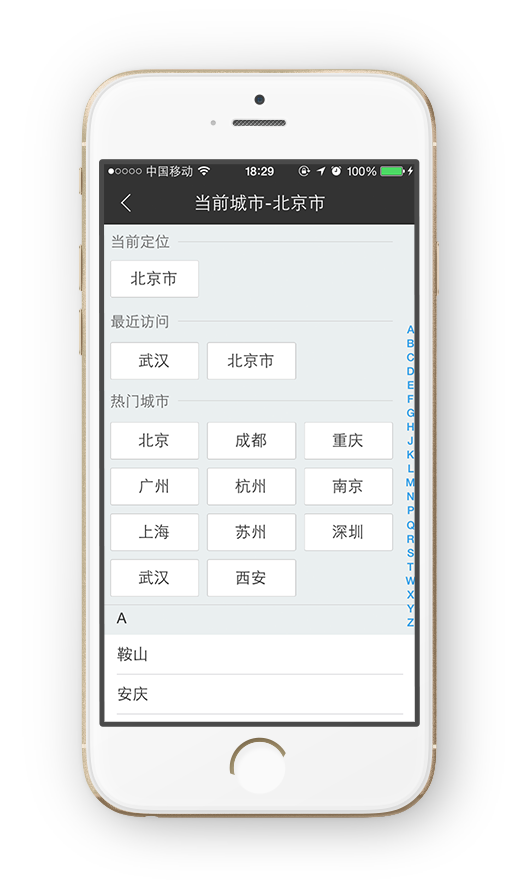 中国移动 18:29 100%
当前城市-北京市
当前定位
北京市
最近访问
武汉 北京市
热门城市
北京 成都 重庆
广州 杭州 南京
上海 苏州 深圳
武汉 西安
A
鞍山
安庆
A
B
C
D
E
F
G
H
J
K
L
M
N
P
Q
R
S
T
W
X
Y
Z